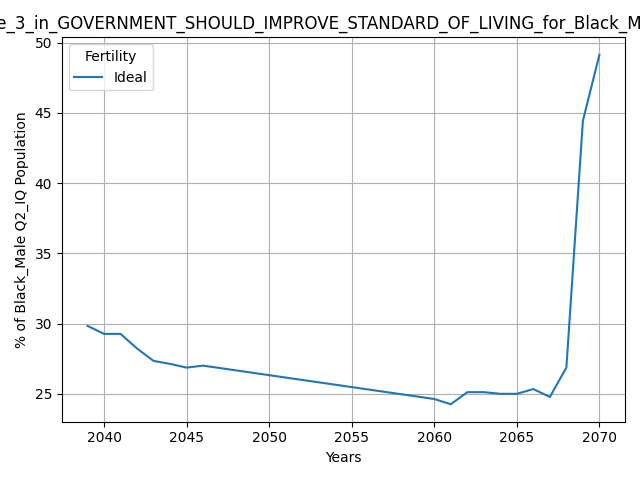 e_3_in_GOVERNMENT_SHOULD_IMPROVE_STANDARD_OF_LIVING_for_Black_M
Fertility
Ideal
% of Black_Male Q2_IQ Population
50
45
40
35
30
25
2040
2045
2050
2055
2060
2065
2070
Years